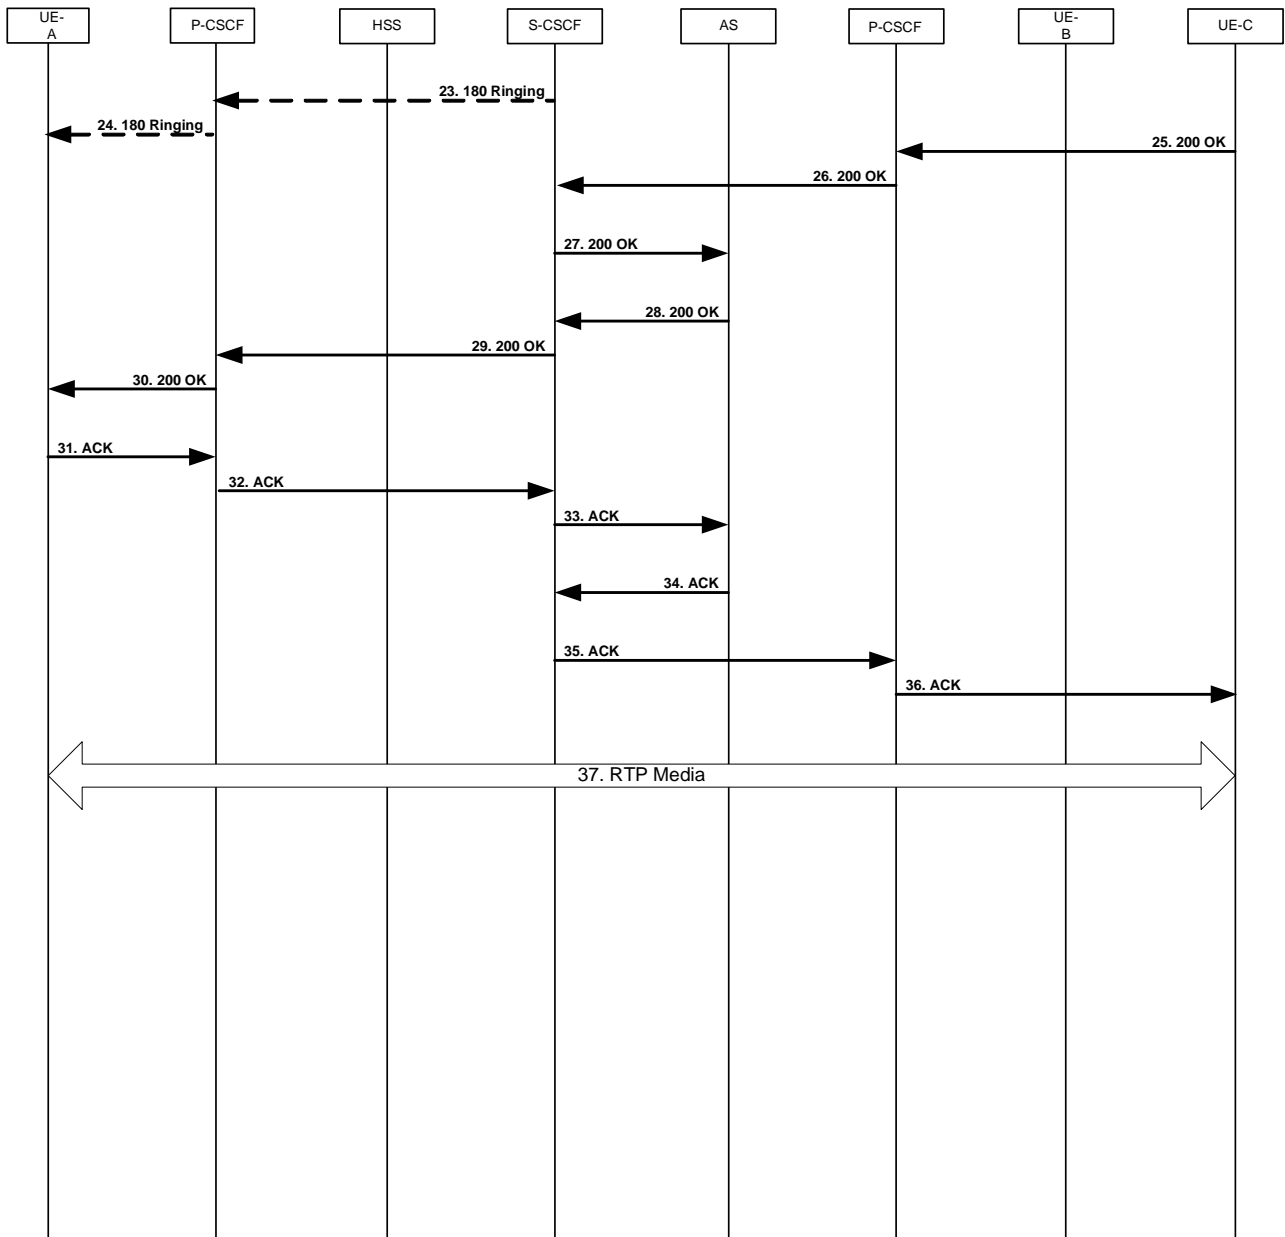 UE-
A
P-CSCF
HSS
S-CSCF
AS
P-CSCF
UE-
B
UE-C
23. 180 Ringing
24. 180 Ringing
25. 200 OK
26. 200 OK
27. 200 OK
28. 200 OK
29. 200 OK
30. 200 OK
31. ACK
32. ACK
33. ACK
34. ACK
35. ACK
36. ACK
37. RTP Media